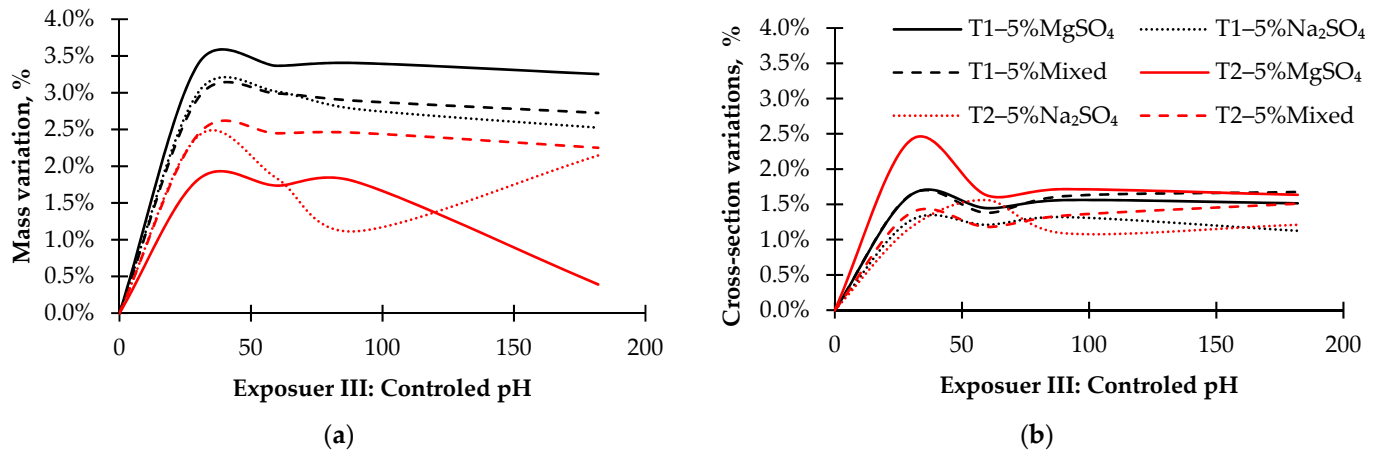 Mass variation, %
4.0%
3.5%
3.0%
2.5%
2.0%
1.5%
1.0%
0.5%
0.0%
0 50 100 150 200
Exposuer III: Controled pH
(a)
Cross-section variations, %
4.0%
3.5%
3.0%
2.5%
2.0%
1.5%
1.0%
0.5%
0.0%
T1–5%MgSO₄ T1–5%Na₂SO₄
T1–5%Mixed T2–5%MgSO₄
T2–5%Na₂SO₄ T2–5%Mixed
0 50 100 150 200
Exposuer III: Controled pH
(b)